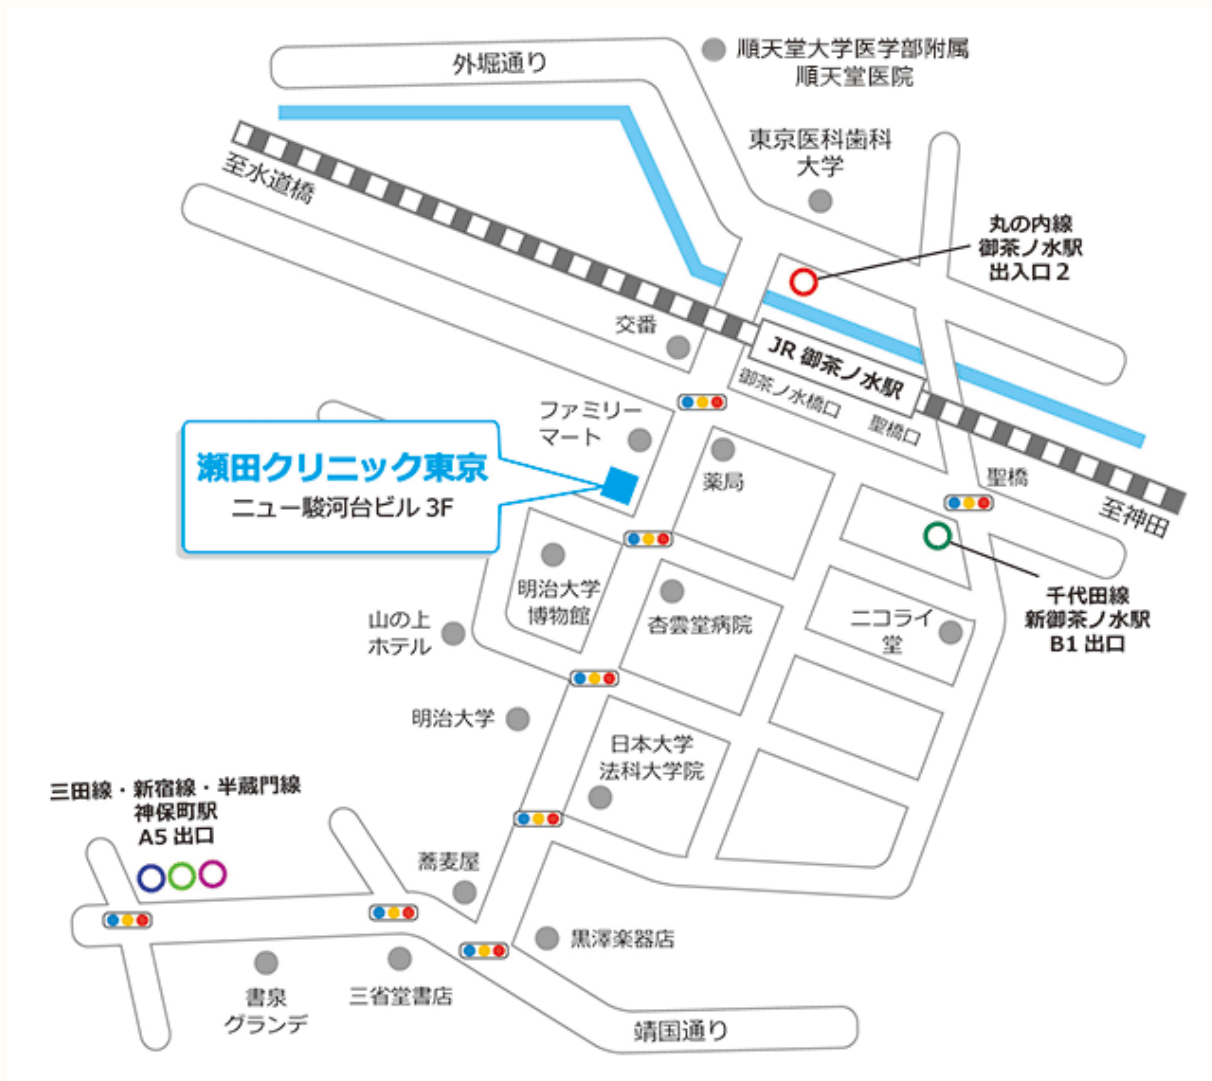 外堀通り
順天堂大学医学部附属
順天堂医院
東京医科歯科
大学
至水道橋
丸の内線
御茶ノ水駅
出入口2
交番
JR 御茶ノ水駅
御茶ノ水橋口
聖橋口
ファミリー
マート
薬局
瀬田クリニック東京
ニュー駿河台ビル 3F
聖橋
至神田
明治大学
博物館
杏雲堂病院
ニコライ
堂
千代田線
新御茶ノ水駅
B1 出口
山の上
ホテル
明治大学
日本大学
法科大学院
三田線・新宿線・半蔵門線
神保町駅
A5 出口
蕎麦屋
黒澤楽器店
書泉
グランデ
三省堂書店
靖国通り